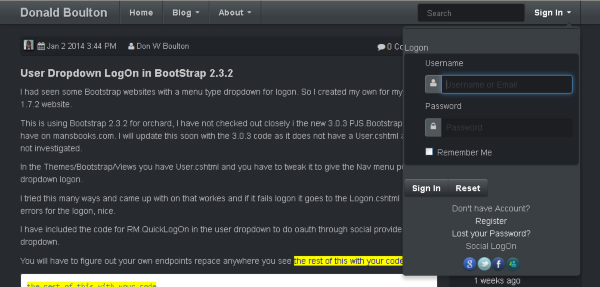 Donald Boulton
Home
Blog
About
Search
Sign In
Jan 2 2014 3:44 PM
Don W Boulton
0 Co
User Dropdown LogOn in BootStrap 2.3.2
I had seen some Bootstrap websites with a menu type dropdown for logon. So I created my own for my
1.7.2 website.
This is using Bootstrap 2.3.2 for orchard, I have not checked out closely i the new 3.0.3 PJS.Bootstrap
have on mansbooks.com. I will update this soon with the 3.0.3 code as it does not have a User.cshtml a
not investigated.
In the Themes/Bootstrap/Views you have User.cshtml and you have to tweak it to give the Nav menu pu
dropdown logon.
I tried this many ways and came up with on that workes and if it fails logon it goes to the Logon.cshtml
errors for the logon, nice.
I have included the code for RM.QuickLogOn in the user dropdown to do oauth through social provide
dropdown.
You will have to figure out your own endpoints repace anywhere you see the rest of this with your code
the rest of this with your code
Logon
Username
Username or Email
Password
Password
Remember Me
Sign In
Reset
Don't have Account?
Register
Lost your Password?
Social LogOn
1 weeks ago